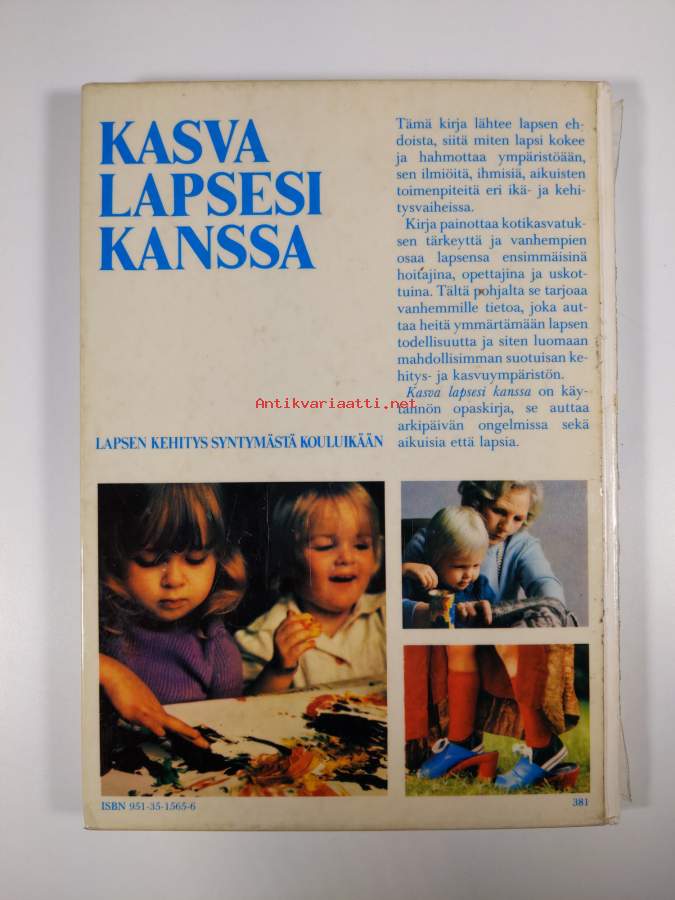 KASVA
LAPSESI
KANSSA
LAPSEN KEHITYS SYNTYMÄSTÄ KOULUIKÄÄN
Tämä kirja lähtee lapsen eh-
doista, siitä miten lapsi kokee
ja hahmottaa ympäristöään,
sen ilmiöitä, ihmisiä, aikuisten
toimenpiteitä eri ikä- ja kehi-
tysvaiheissa.
Kirja painottaa kotikasvatuk-
sen tärkeyttä ja vanhempien
osaa lapsensa ensimmäisinä
hoitajina, opettajina ja uskot-
tuina. Tältä pohjalta se tarjoaa
vanhemmille tietoa, joka aut-
taa heitä ymmärtämään lapsen
todellisuutta ja siten luomaan
mahdollisimman suotuisan ke-
hitys- ja kasvuympäristön.
Kasva lapsesi kanssa on käy-
tännön opaskirja, se auttaa
arkipäivän ongelmissa sekä
aikuisia että lapsia.
Antikvariaatti.net
ISBN 951-35-1565-6
381